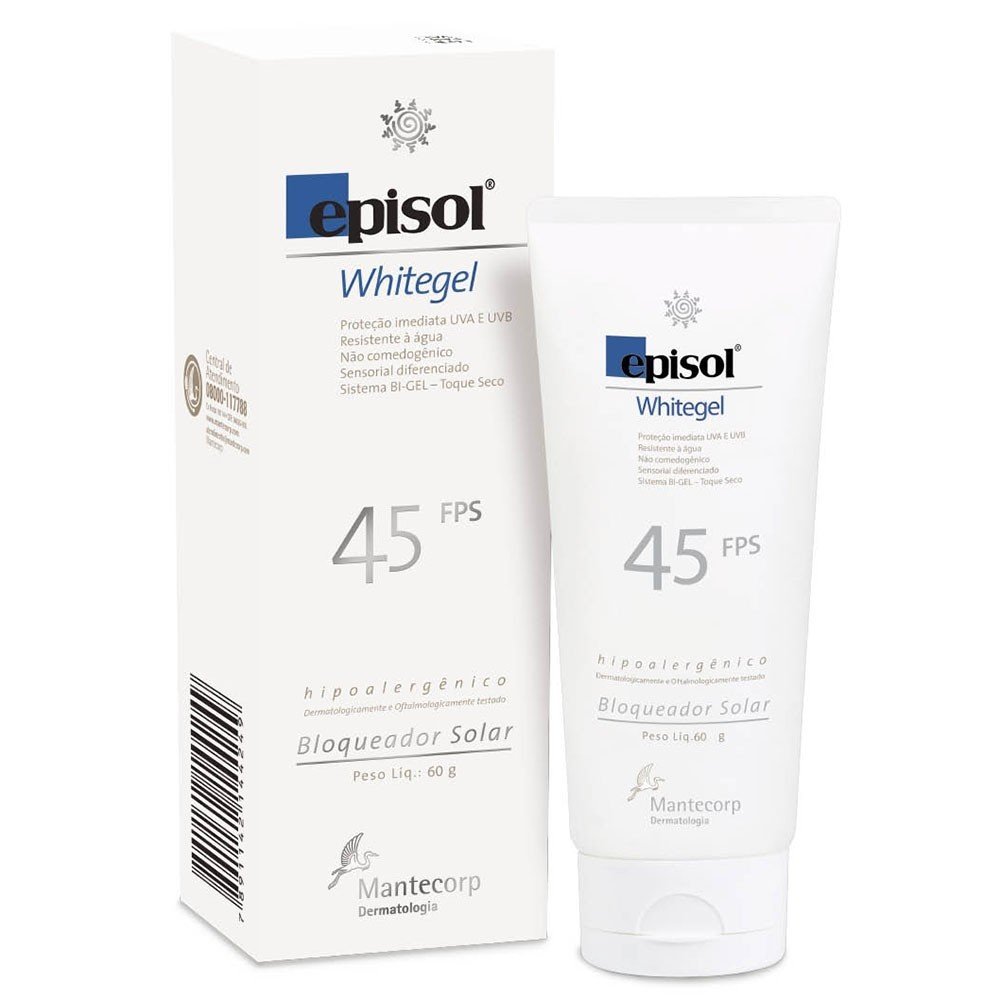 episol®
Whitegel
Proteção imediata UVA E UVB
Resistente à água
Não comedogênico
Sensorial diferenciado
Sistema BI-GEL – Toque Seco
45 FPS
hipoalergênico
Dermatologicamente e Oftalmologicamente testado
Bloqueador Solar
Peso Liq.: 60 g
Mantecorp
Dermatologia
Central de
Atendimento
08000-117788
Mantecorp
7891142144249
episol®
Whitegel
Proteção imediata UVA E UVB
Resistente à água
Não comedogênico
Sensorial diferenciado
Sistema BI-GEL – Toque Seco
45 FPS
hipoalergênico
Dermatologicamente e Oftalmologicamente testado
Bloqueador Solar
Peso Liq.60 g
Mantecorp
Dermatologia